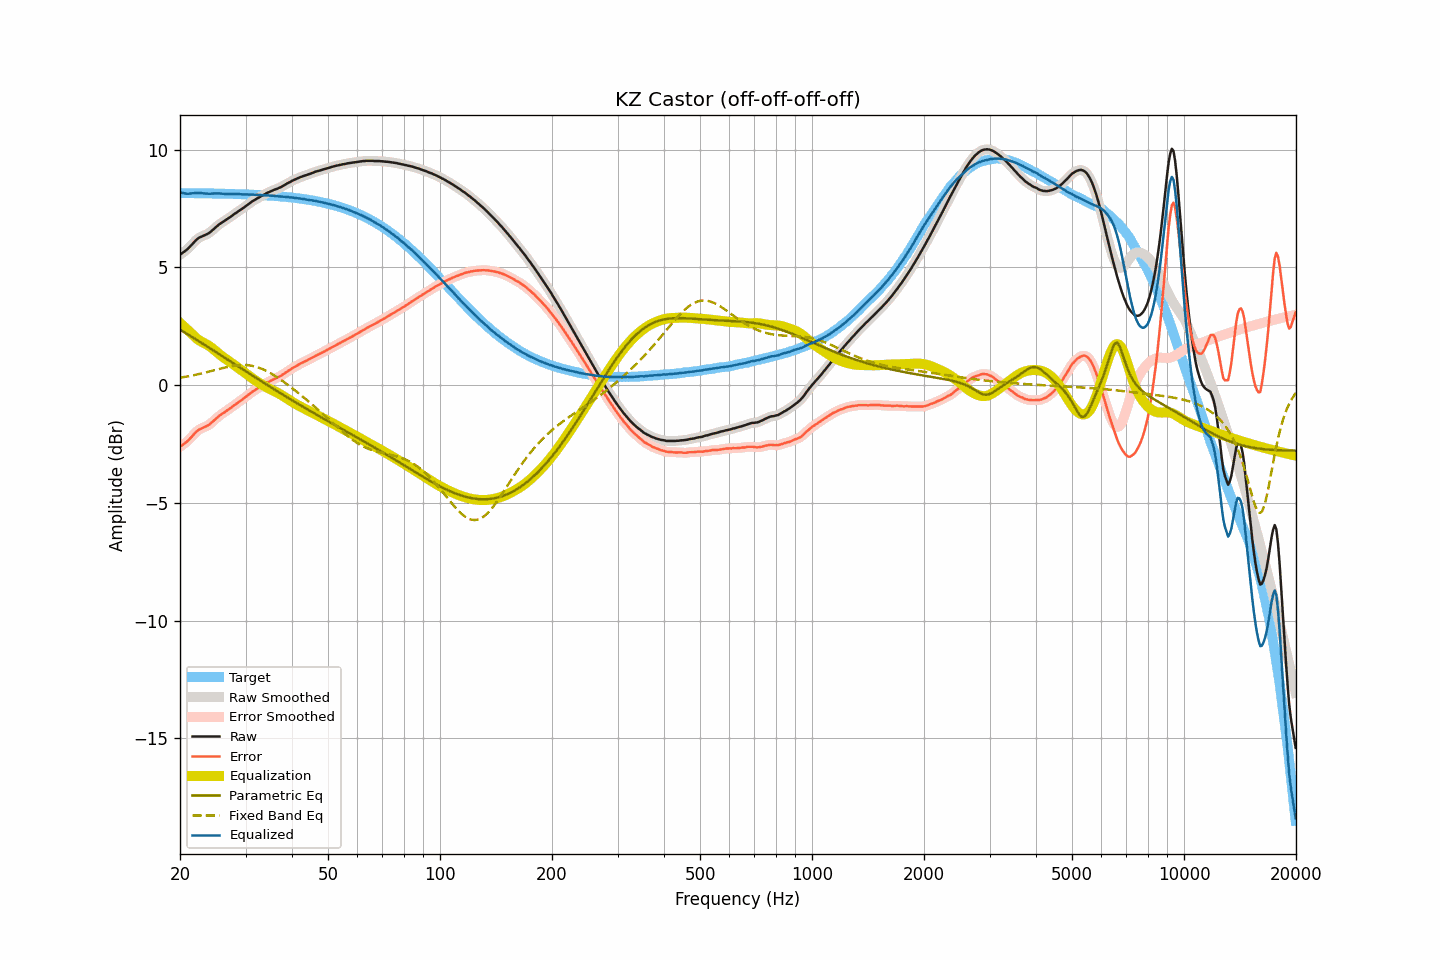 KZ Castor (off-off-off-off)
10
5
0
−5
−10
−15
Amplitude (dBr)
Target
Raw Smoothed
Error Smoothed
Raw
Error
Equalization
Parametric Eq
Fixed Band Eq
Equalized
20 50 100 200 500 1000 2000 5000 10000 20000
Frequency (Hz)